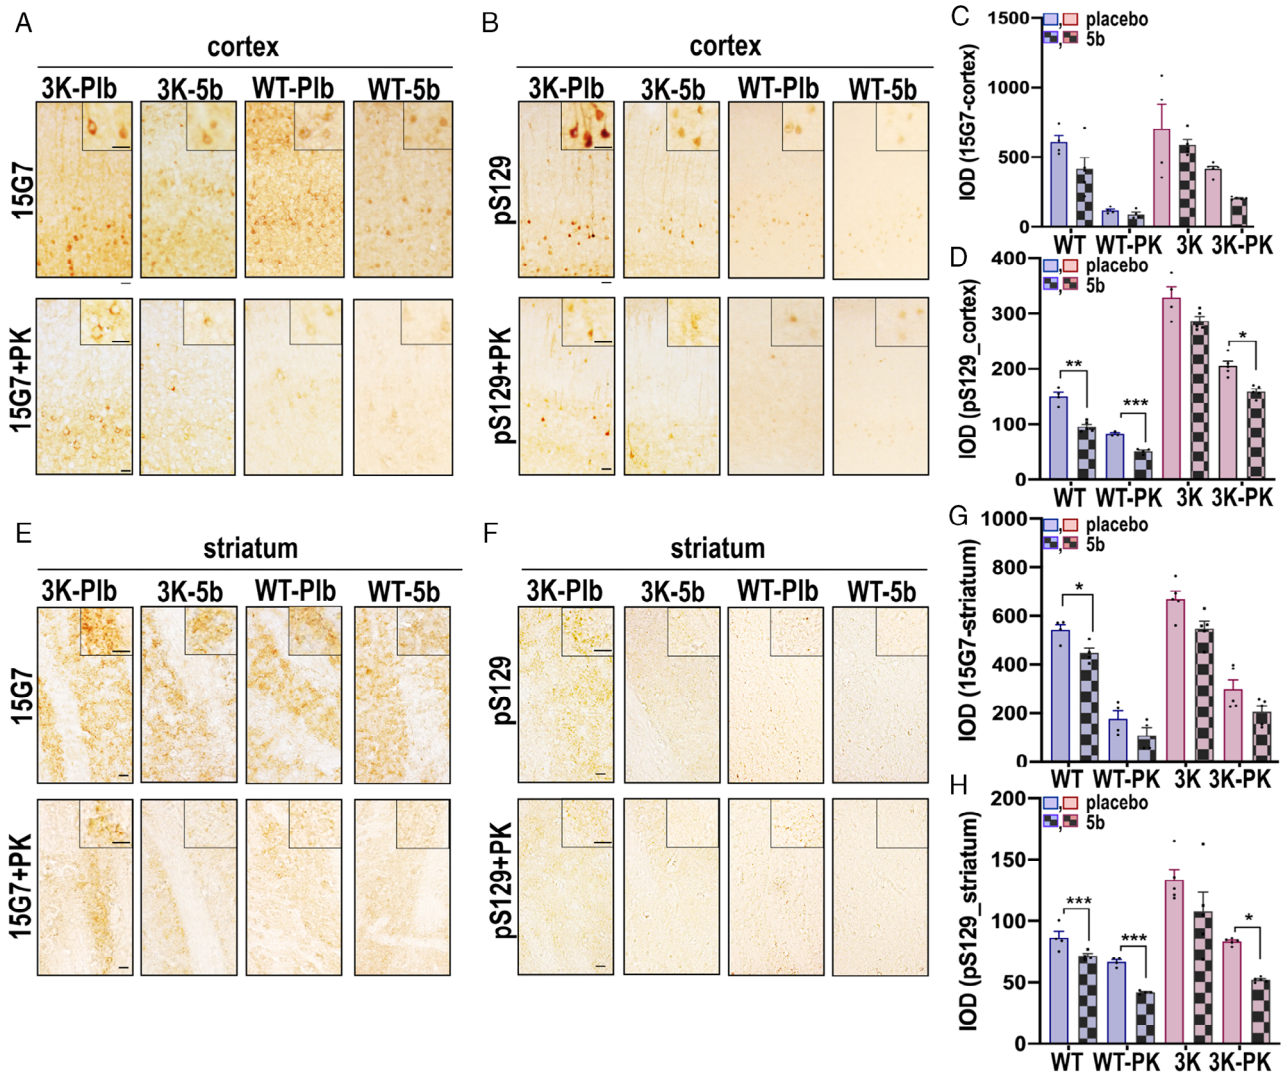 A
cortex
3K-Plb 3K-5b WT-Plb WT-5b
15G7
15G7+PK
B
cortex
3K-Plb 3K-5b WT-Plb WT-5b
pS129
pS129+PK
C
IOD (15G7-cortex)
1500
1000
500
0
, placebo
, 5b
WT WT-PK 3K 3K-PK
D
IOD (pS129_cortex)
400
300
200
100
0
, placebo
, 5b
**
***
*
WT WT-PK 3K 3K-PK
E
striatum
3K-Plb 3K-5b WT-Plb WT-5b
15G7
15G7+PK
F
striatum
3K-Plb 3K-5b WT-Plb WT-5b
pS129
pS129+PK
G
IOD (15G7-striatum)
1000
800
600
400
200
0
, placebo
, 5b
*
WT WT-PK 3K 3K-PK
H
IOD (pS129_striatum)
200
150
100
50
0
, placebo
, 5b
***
***
*
WT WT-PK 3K 3K-PK